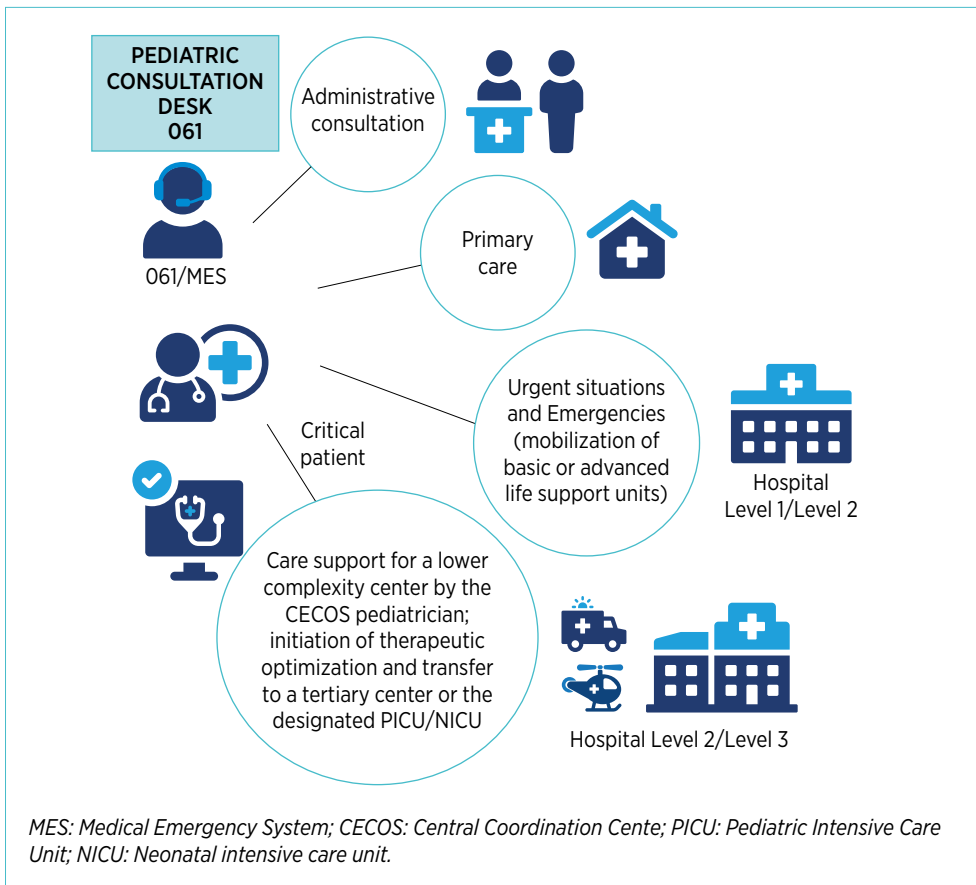 PEDIATRIC
CONSULTATION
DESK
061
Administrative
consultation
061/MES
Primary
care
Urgent situations
and Emergencies
(mobilization of
basic or advanced
life support units)
Hospital
Level 1/Level 2
Critical
patient
Care support for a lower
complexity center by the
CECOS pediatrician;
initiation of therapeutic
optimization and transfer
to a tertiary center or the
designated PICU/NICU
Hospital Level 2/Level 3
MES: Medical Emergency System; CECOS: Central Coordination Cente; PICU: Pediatric Intensive Care
Unit; NICU: Neonatal intensive care unit.